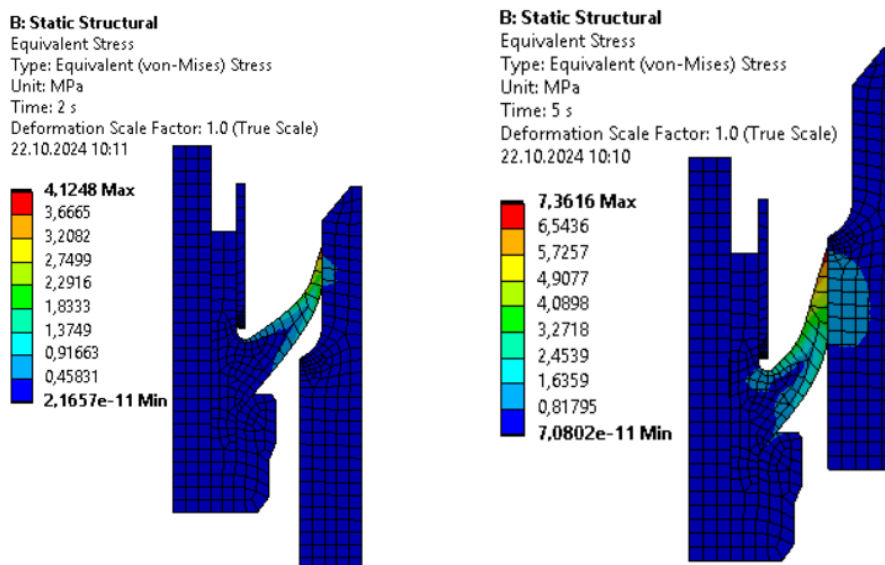 B: Static Structural
Equivalent Stress
Type: Equivalent (von-Mises) Stress
Unit: MPa
Time: 2 s
Deformation Scale Factor: 1.0 (True Scale)
22.10.2024 10:11
4,1248 Max
3,6665
3,2082
2,7499
2,2916
1,8333
1,3749
0,91663
0,45831
2,1657e-11 Min
B: Static Structural
Equivalent Stress
Type: Equivalent (von-Mises) Stress
Unit: MPa
Time: 5 s
Deformation Scale Factor: 1.0 (True Scale)
22.10.2024 10:10
7,3616 Max
6,5436
5,7257
4,9077
4,0898
3,2718
2,4539
1,6359
0,81795
7,0802e-11 Min